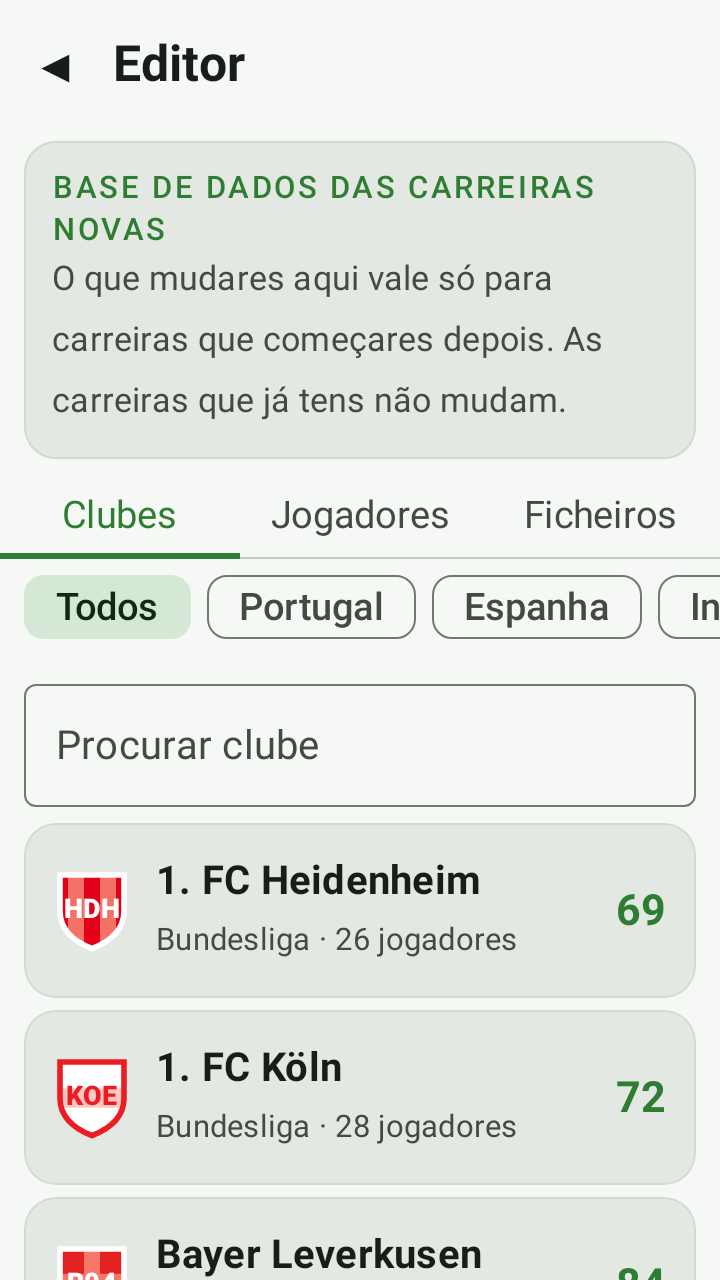 Editor
BASE DE DADOS DAS CARREIRAS
NOVAS
O que mudares aqui vale só para
carreiras que começares depois. As
carreiras que já tens não mudam.
Clubes
Jogadores
Ficheiros
Todos
Portugal
Espanha
In
Procurar clube
HDH
1. FC Heidenheim
Bundesliga · 26 jogadores
69
KOE
1. FC Köln
Bundesliga · 28 jogadores
72
Bayer Leverkusen